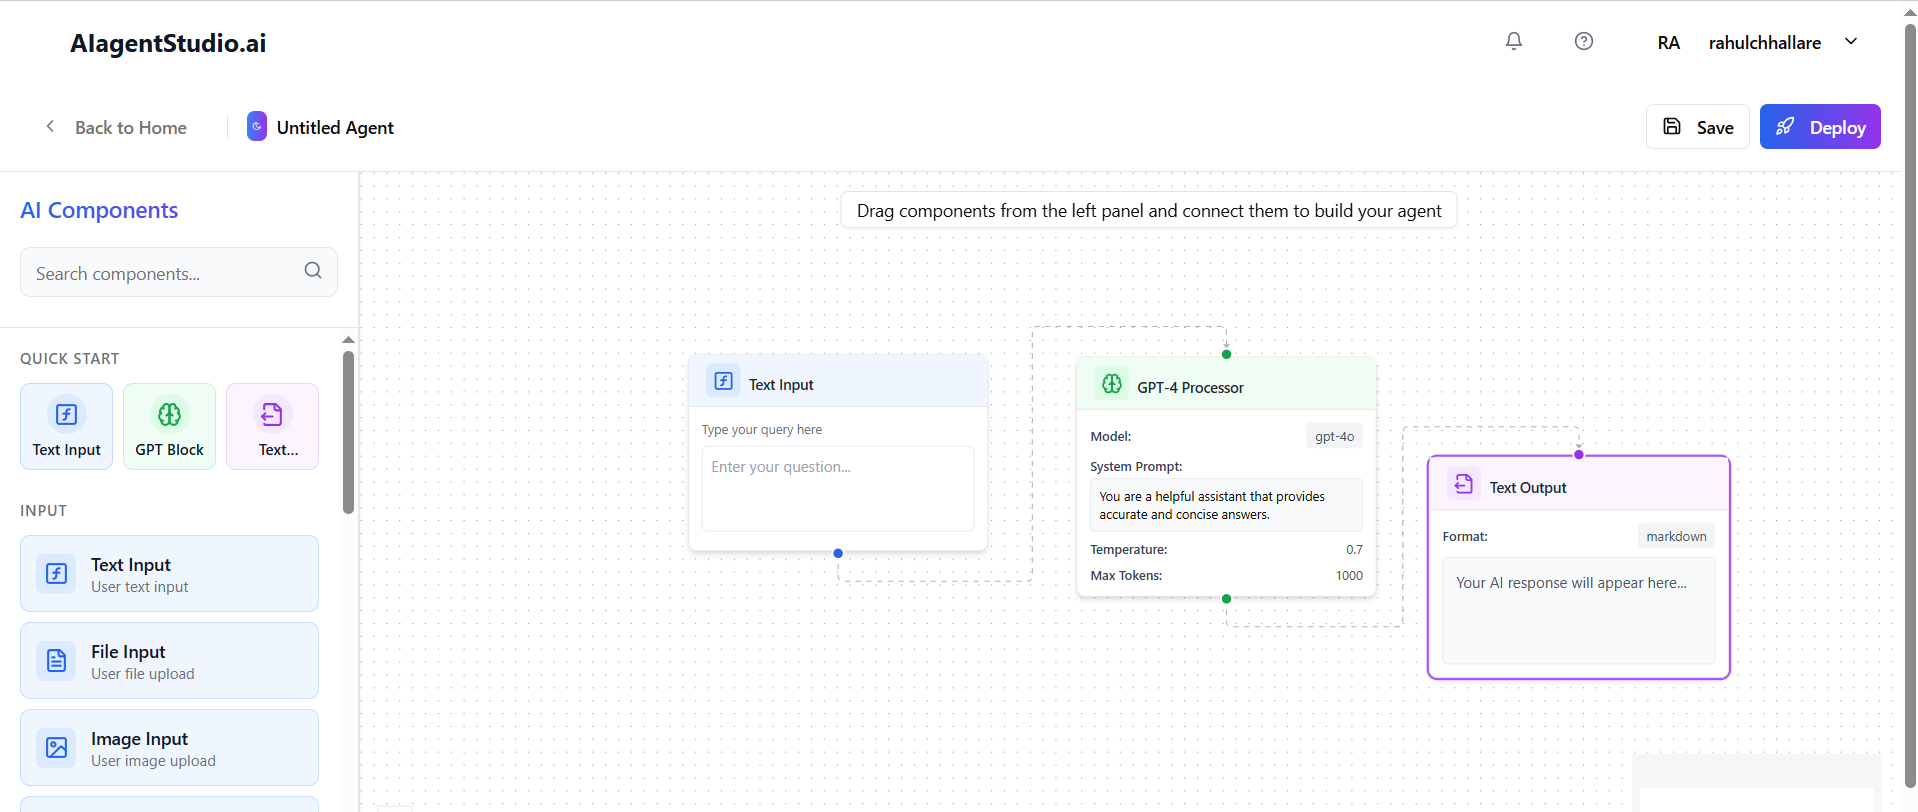 AIagentStudio.ai
RA
rahulchhallare
Back to Home
Untitled Agent
Save
Deploy
AI Components
Search components...
QUICK START
Text Input
GPT Block
Text...
INPUT
Text Input
User text input
File Input
User file upload
Image Input
User image upload
Drag components from the left panel and connect them to build your agent
Text Input
Type your query here
Enter your question...
GPT-4 Processor
Model:
gpt-4o
System Prompt:
You are a helpful assistant that provides
accurate and concise answers.
Temperature:
0.7
Max Tokens:
1000
Text Output
Format:
markdown
Your AI response will appear here...